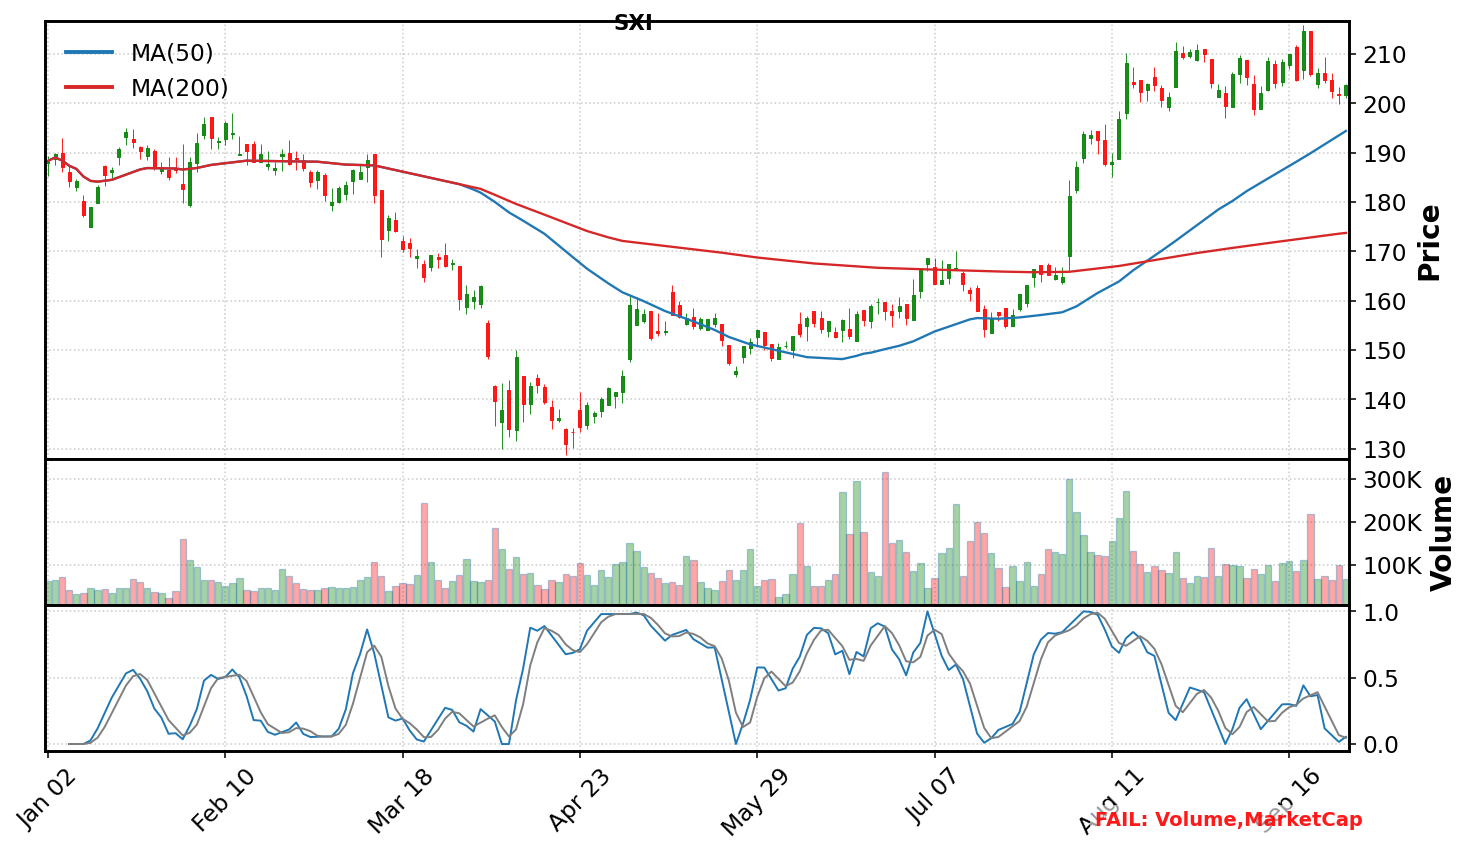 SXI
MA(50)
MA(200)
210
200
190
180
170
160
150
140
130
Price
300K
200K
100K
Volume
1.0
0.5
0.0
Jan 02
Feb 10
Mar 18
Apr 23
May 29
Jul 07
Aug 11
Sep 16
FAIL: Volume,MarketCap